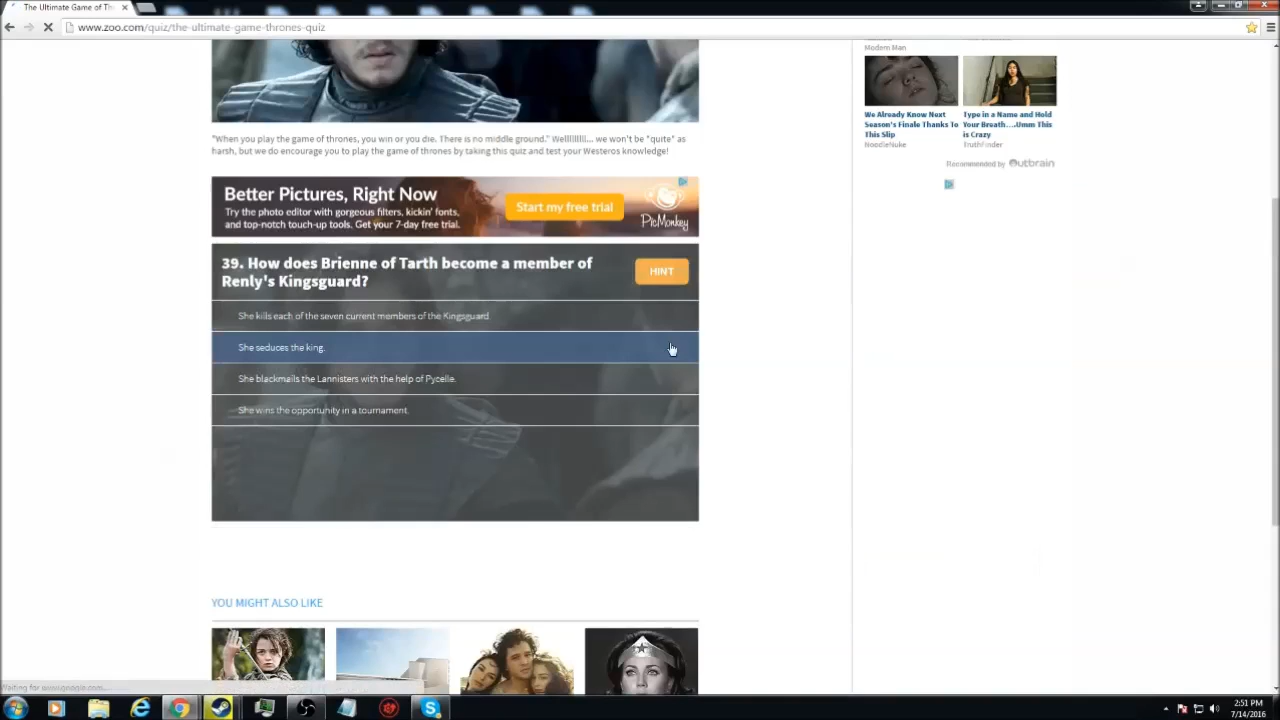 The Ultimate Game of Th
www.zoo.com/quiz/the-ultimate-game-thrones-quiz
Modern Man
We Already Know Next
Season's Finale Thanks To
This Slip
NoodleNuke
Type in a Name and Hold
Your Breath....Umm This
is Crazy
TruthFinder
Recommended by Outbrain
"When you play the game of thrones, you win or you die. There is no middle ground." Wellllllllll... we won't be "quite" as
harsh, but we do encourage you to play the game of thrones by taking this quiz and test your Westeros knowledge!
Better Pictures, Right Now
Try the photo editor with gorgeous filters, kickin' fonts,
and top-notch touch-up tools. Get your 7-day free trial.
Start my free trial
PicMonkey
39. How does Brienne of Tarth become a member of
Renly's Kingsguard?
HINT
She kills each of the seven current members of the Kingsguard.
She seduces the king.
She blackmails the Lannisters with the help of Pycelle.
She wins the opportunity in a tournament.
YOU MIGHT ALSO LIKE
Waiting for
2:51 PM
7/14/2016